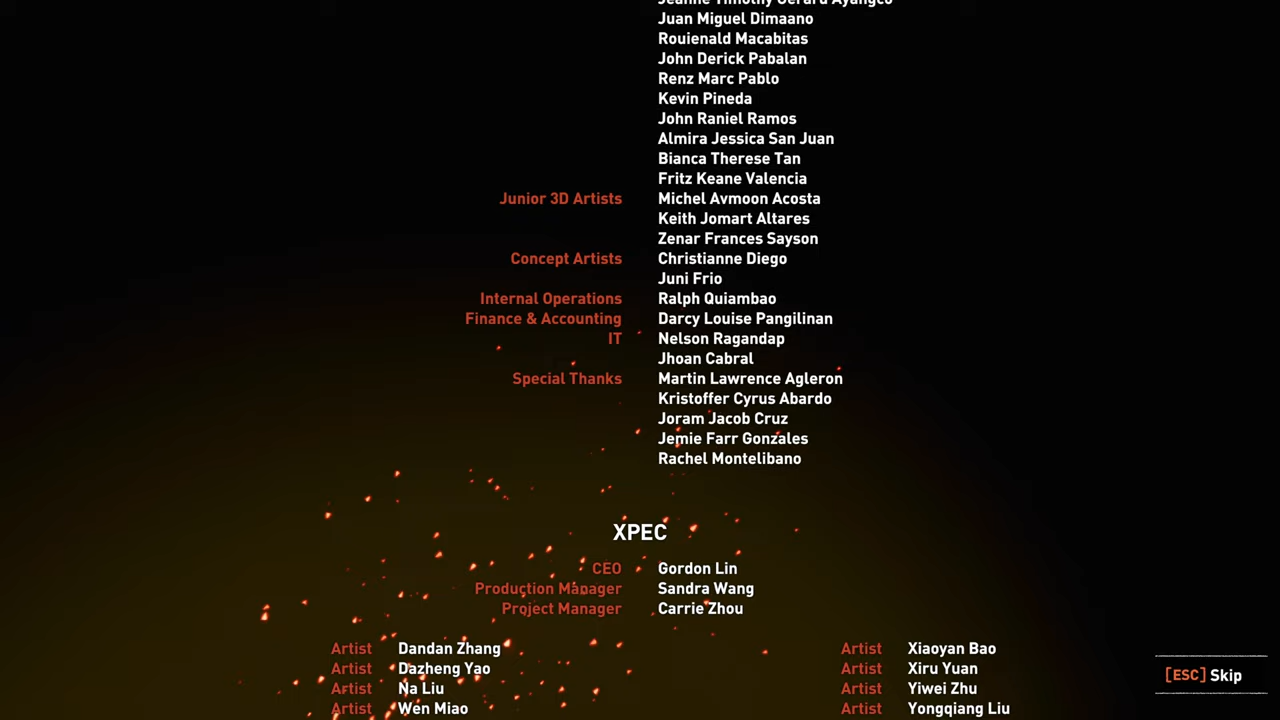 Juan Miguel Dimaano
Rouienald Macabitas
John Derick Pabalan
Renz Marc Pablo
Kevin Pineda
John Raniel Ramos
Almira Jessica San Juan
Bianca Therese Tan
Fritz Keane Valencia
Junior 3D Artists Michel Avmoon Acosta
Keith Jomart Altares
Zenar Frances Sayson
Concept Artists Christianne Diego
Juni Frio
Internal Operations Ralph Quiambao
Finance & Accounting Darcy Louise Pangilinan
IT Nelson Ragandap
Jhoan Cabral
Special Thanks Martin Lawrence Agleron
Kristoffer Cyrus Abardo
Joram Jacob Cruz
Jemie Farr Gonzales
Rachel Montelibano
XPEC
CEO Gordon Lin
Production Manager Sandra Wang
Project Manager Carrie Zhou
Artist Dandan Zhang Artist Xiaoyan Bao
Artist Dazheng Yao Artist Xiru Yuan
Artist Na Liu Artist Yiwei Zhu
Artist Wen Miao Artist Yongqiang Liu
[ESC] Skip